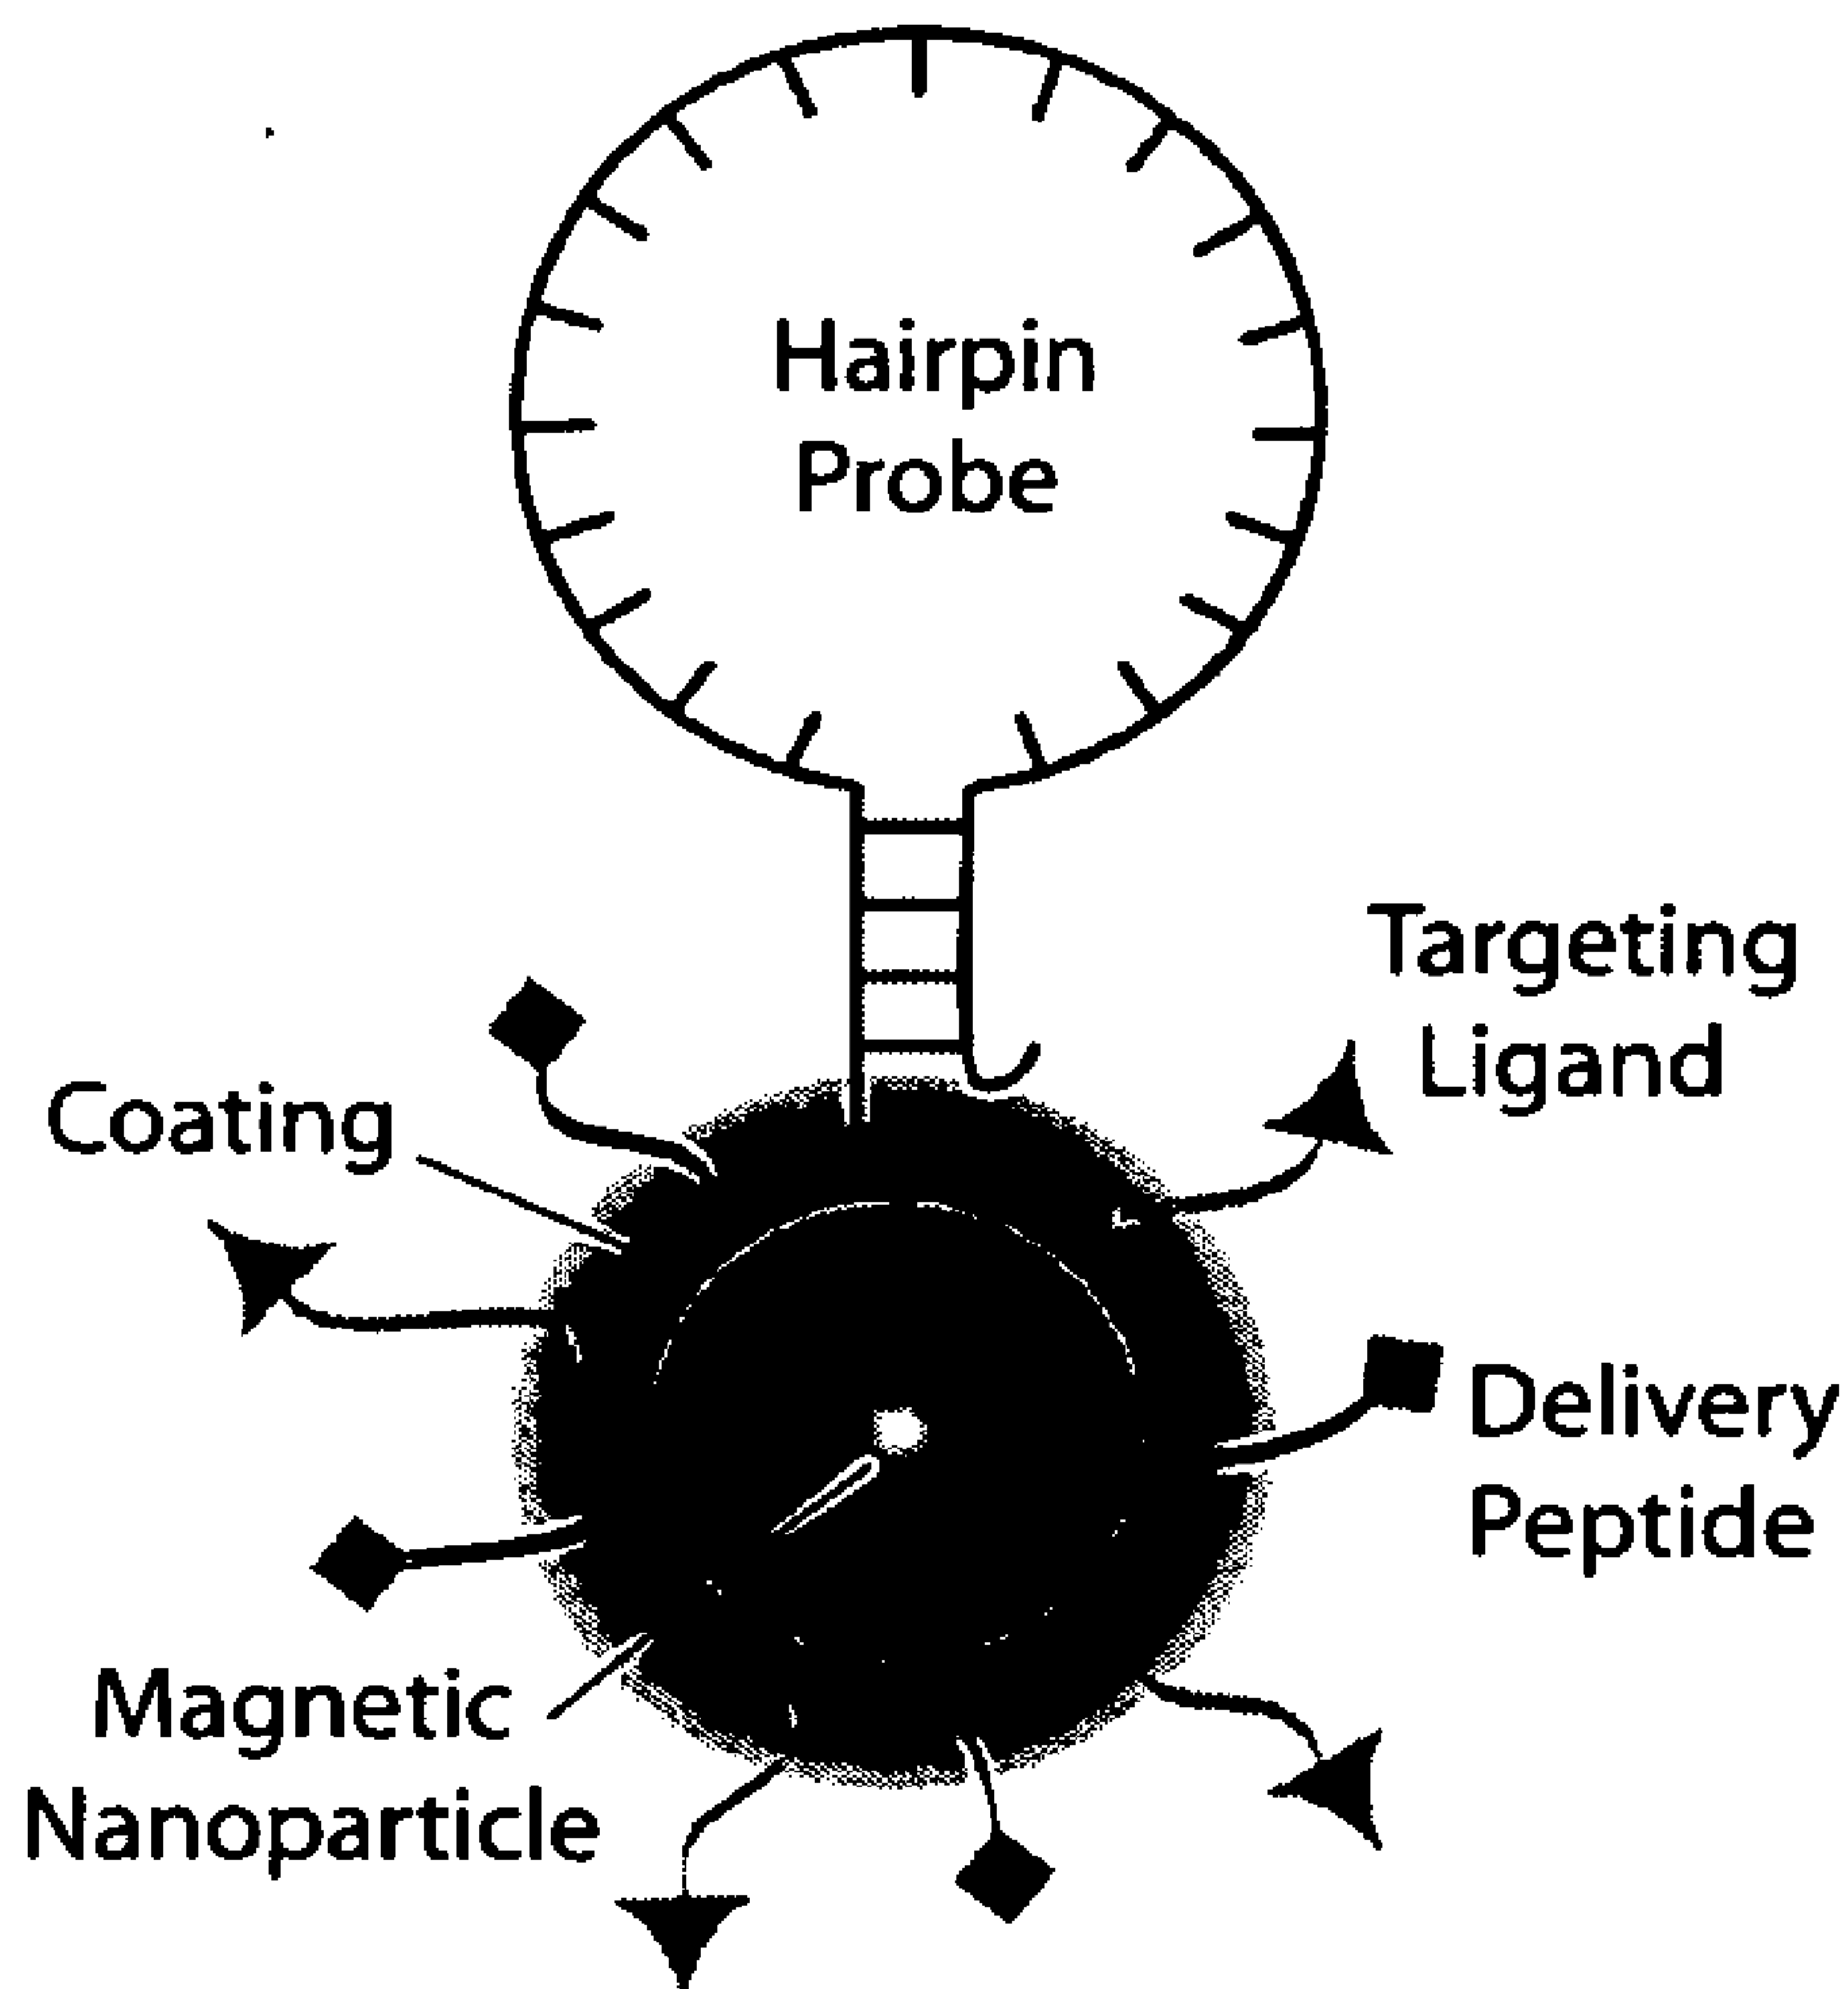 Hairpin
Probe
Targeting
Ligand
Coating
Delivery
Peptide
Magnetic
Nanoparticle